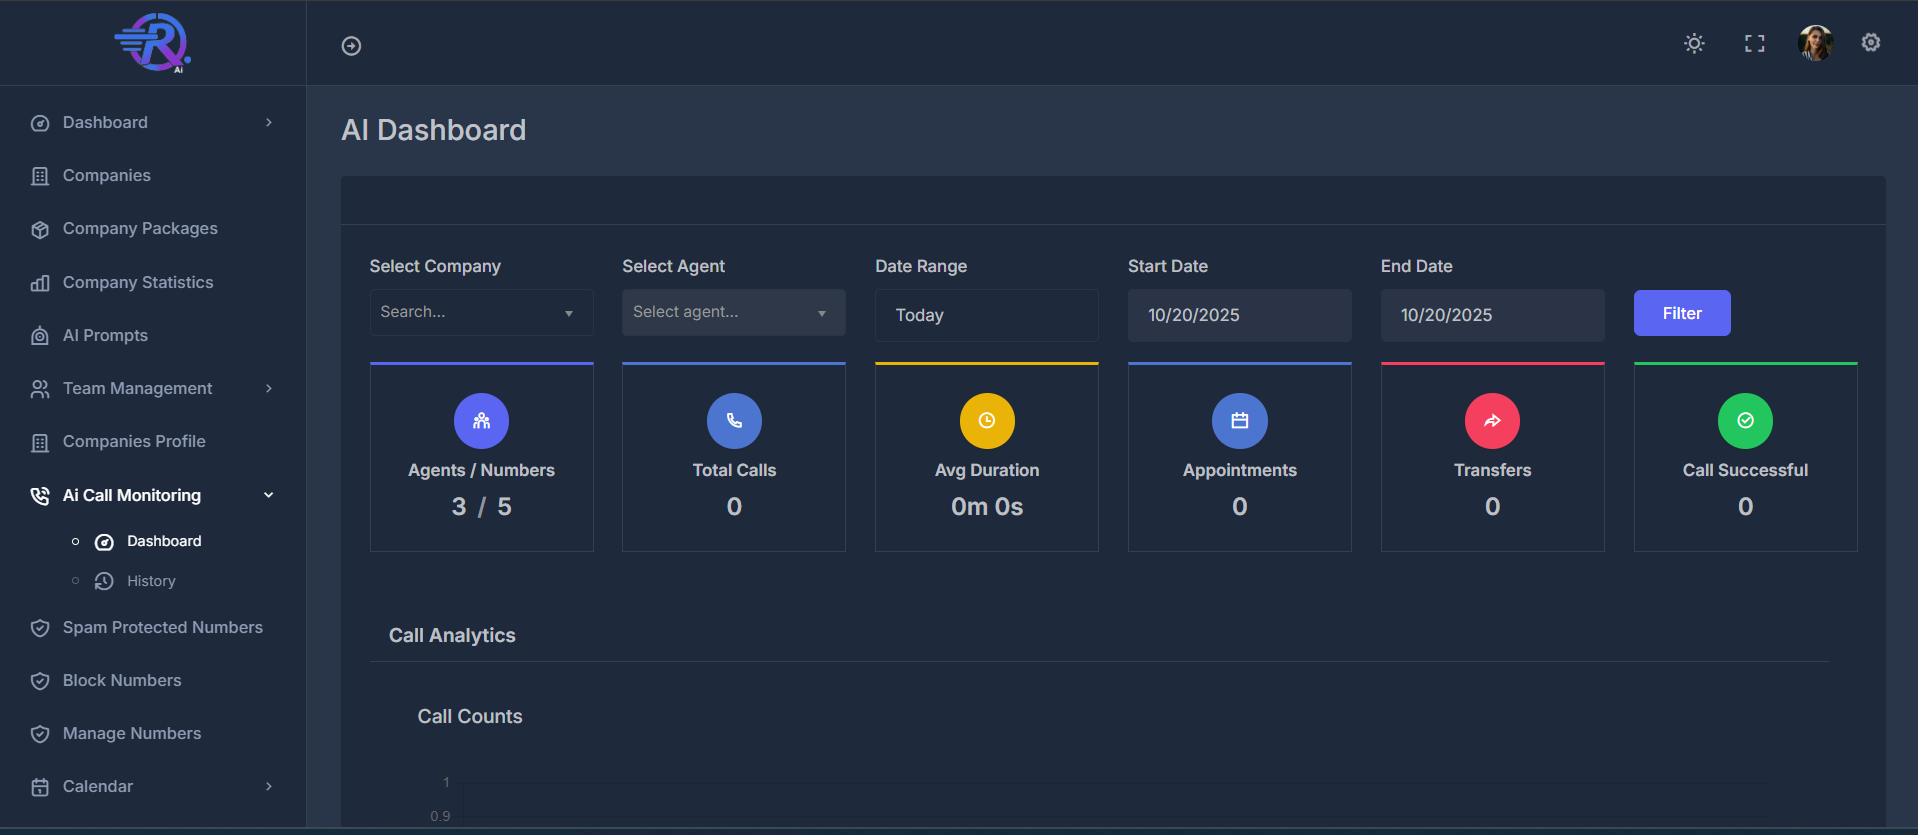 R
Ai
Dashboard
Companies
Company Packages
Company Statistics
AI Prompts
Team Management
Companies Profile
Ai Call Monitoring
Dashboard
History
Spam Protected Numbers
Block Numbers
Manage Numbers
Calendar
AI Dashboard
Select Company
Search...
Select Agent
Select agent...
Date Range
Today
Start Date
10/20/2025
End Date
10/20/2025
Filter
Agents / Numbers
3 / 5
Total Calls
0
Avg Duration
0m 0s
Appointments
0
Transfers
0
Call Successful
0
Call Analytics
Call Counts
1
0.9